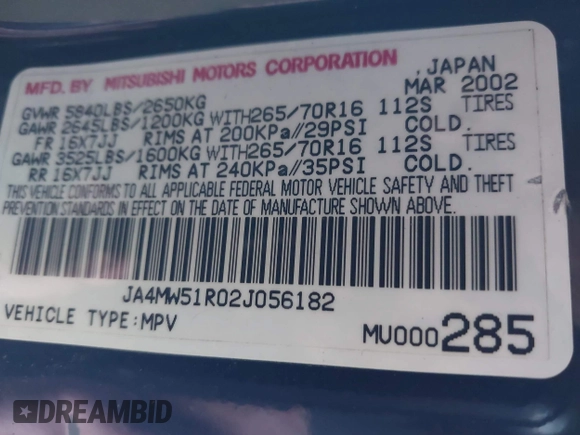 MFD. BY MITSUBISHI MOTORS CORPORATION , JAPAN
MAR 2002
GVWR 5840LBS/2650KG
GAWR 2645LBS/1200KG WITH265/70R16 112S TIRES
FR 16X7JJ RIMS AT 200KPa//29PSI COLD.
GAWR 3525LBS/1600KG WITH265/70R16 112S TIRES
RR 16X7JJ RIMS AT 240KPa//35PSI COLD.
THIS VEHICLE CONFORMS TO ALL APPLICABLE FEDERAL MOTOR VEHICLE SAFETY AND THEFT
PREVENTION STANDARDS IN EFFECT ON THE DATE OF MANUFACTURE SHOWN ABOVE.
JA4MW51R02J056182
VEHICLE TYPE:MPV MU000285
DREAMBID